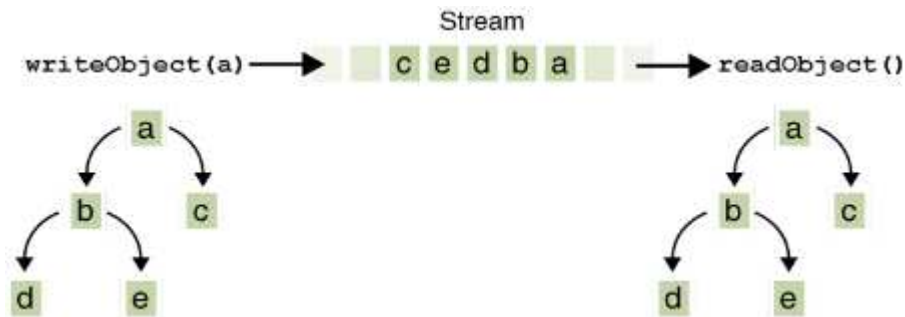 Stream
writeObject(a) c e d b a readObject()
a a
b c b c
d e d e